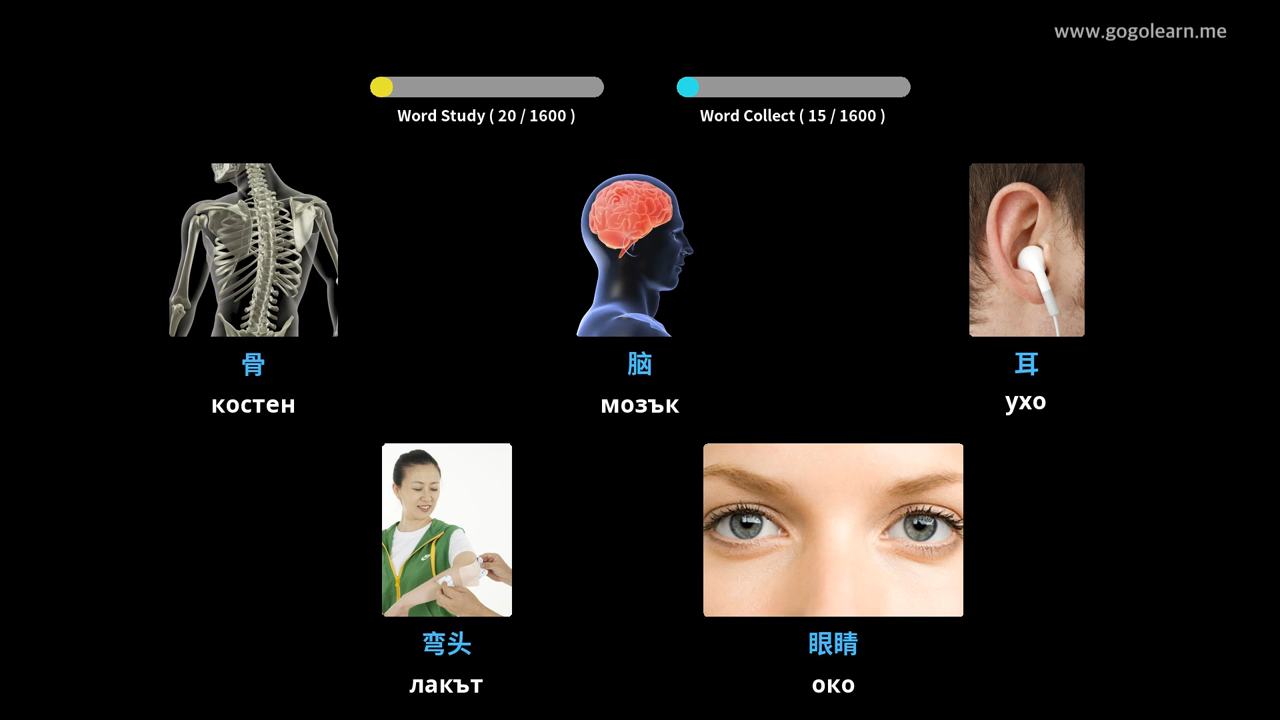 www.gogolearn.me
Word Study ( 20 / 1600 )
Word Collect ( 15 / 1600 )
骨
脑
耳
костен
мозък
ухо
弯头
眼睛
лакът
око